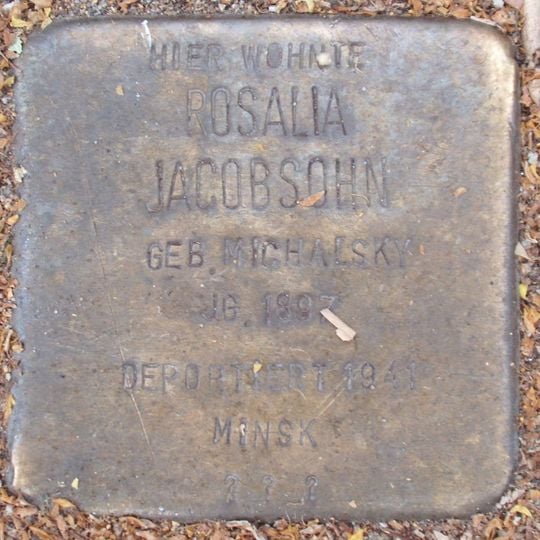 HIER WOHNTE
ROSALIA
JACOBSOHN
GEB. MICHALSKY
JG. 1897
DEPORTIERT 1941
MINSK
? ? ?